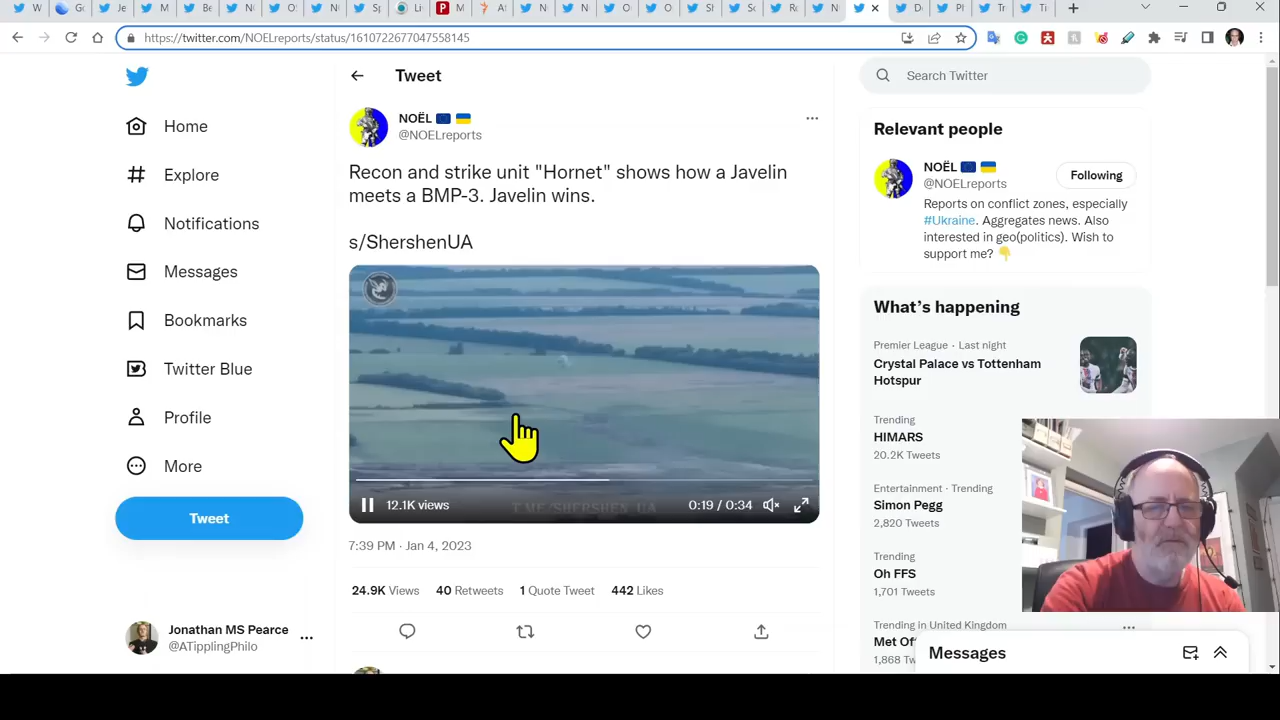 https://twitter.com/NOELreports/status/1610722677047558145
Home
Explore
Notifications
Messages
Bookmarks
Twitter Blue
Profile
More
Tweet
Jonathan MS Pearce
@ATipplingPhilo
Tweet
NOËL
@NOELreports
Recon and strike unit "Hornet" shows how a Javelin
meets a BMP-3. Javelin wins.
s/ShershenUA
12.1K views
0:19 / 0:34
T.ME/SHERSHEN_UA
7:39 PM · Jan 4, 2023
24.9K Views 40 Retweets 1 Quote Tweet 442 Likes
Search Twitter
Relevant people
NOËL
@NOELreports
Following
Reports on conflict zones, especially
#Ukraine. Aggregates news. Also
interested in geo(politics). Wish to
support me?
What's happening
Premier League · Last night
Crystal Palace vs Tottenham
Hotspur
Trending
HIMARS
20.2K Tweets
Entertainment · Trending
Simon Pegg
2,820 Tweets
Trending
Oh FFS
1,701 Tweets
Trending in United Kingdom
Met
1,868
Messages